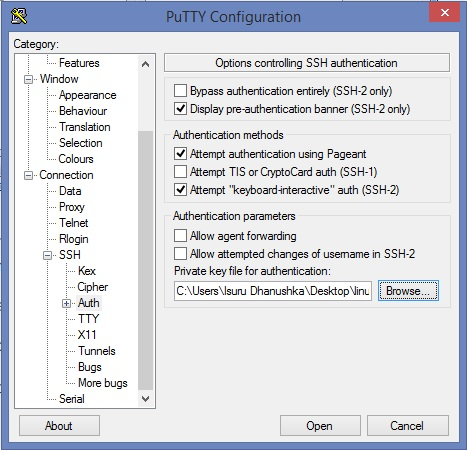 PuTTY Configuration
Category:
Features
Window
Appearance
Behaviour
Translation
Selection
Colours
Connection
Data
Proxy
Telnet
Rlogin
SSH
Kex
Cipher
Auth
TTY
X11
Tunnels
Bugs
More bugs
Serial
Options controlling SSH authentication
Bypass authentication entirely (SSH-2 only)
Display pre-authentication banner (SSH-2 only)
Authentication methods
Attempt authentication using Pageant
Attempt TIS or CryptoCard auth (SSH-1)
Attempt "keyboard-interactive" auth (SSH-2)
Authentication parameters
Allow agent forwarding
Allow attempted changes of username in SSH-2
Private key file for authentication:
C:\Users\Isuru Dhanushka\Desktop\linu
Browse...
About
Open
Cancel